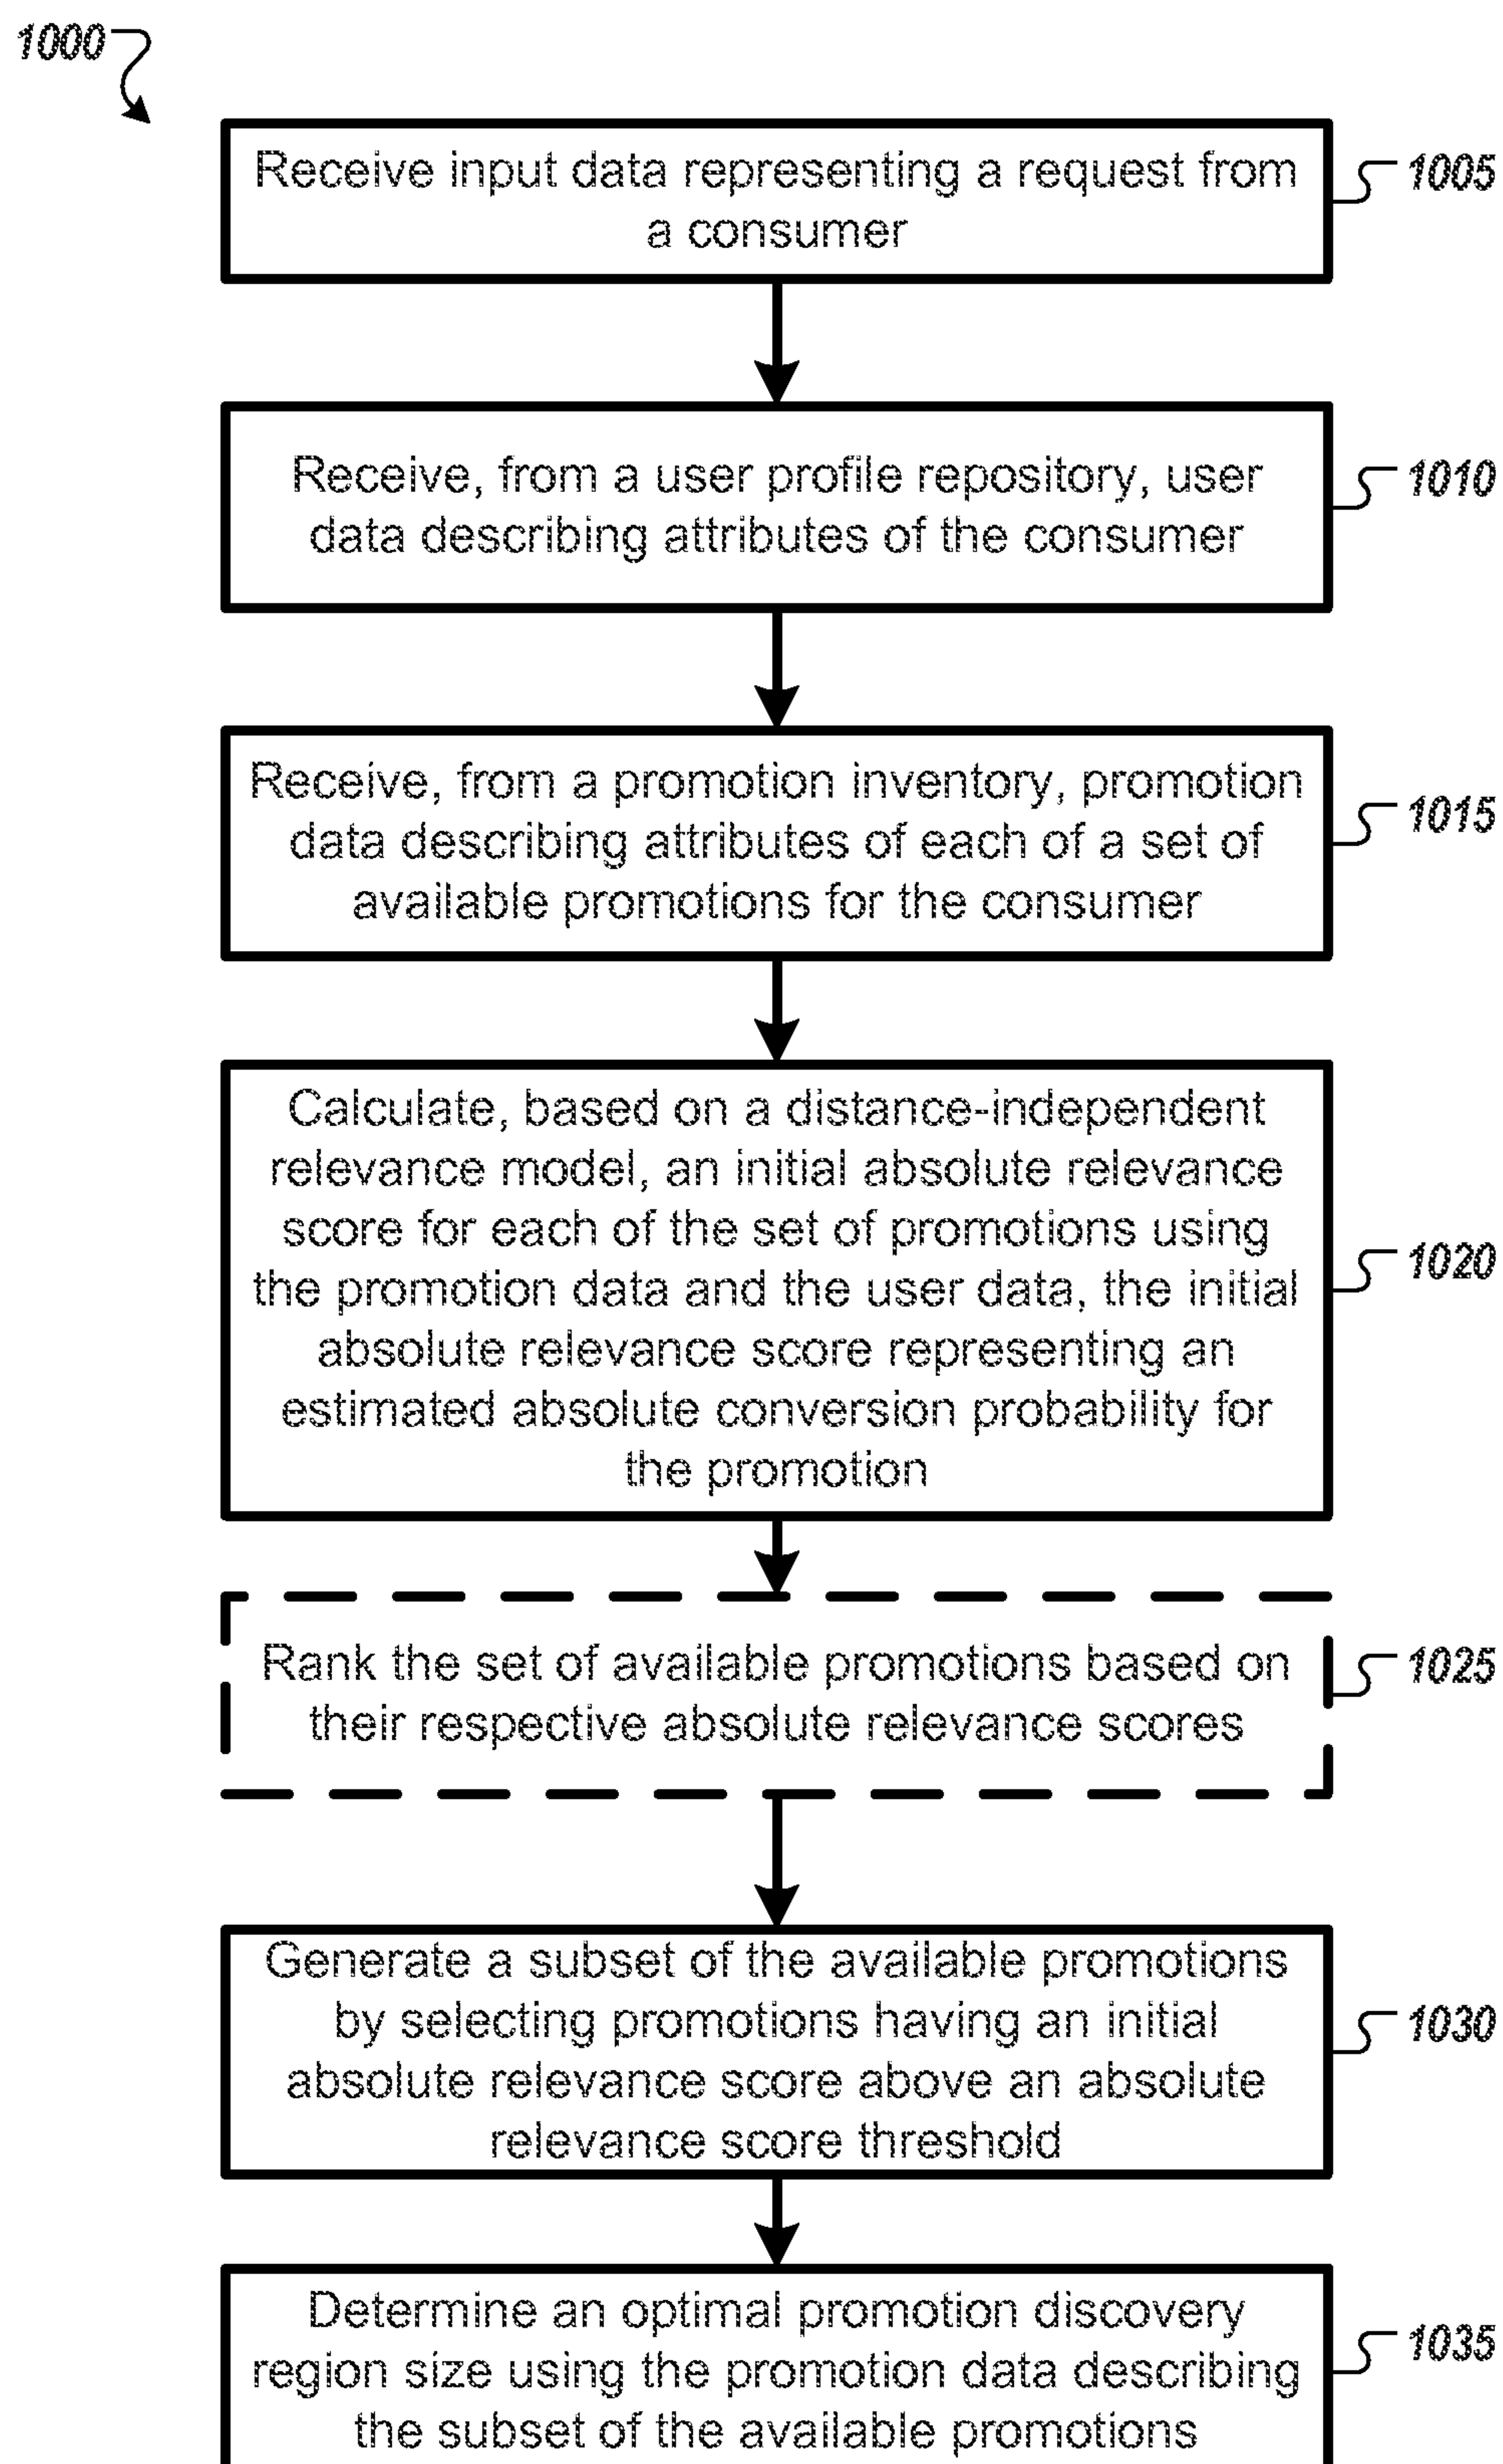 1000
Receive input data representing a request from
a consumer
1005
Receive, from a user profile repository, user
data describing attributes of the consumer
1010
Receive, from a promotion inventory, promotion
data describing attributes of each of a set of
available promotions for the consumer
1015
Calculate, based on a distance-independent
relevance model, an initial absolute relevance
score for each of the set of promotions using
the promotion data and the user data, the initial
absolute relevance score representing an
estimated absolute conversion probability for
the promotion
1020
Rank the set of available promotions based on
their respective absolute relevance scores
1025
Generate a subset of the available promotions
by selecting promotions having an initial
absolute relevance score above an absolute
relevance score threshold
1030
Determine an optimal promotion discovery
region size using the promotion data describing
the subset of the available promotions
1035